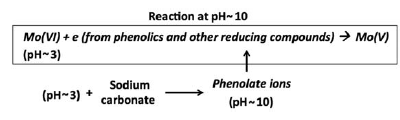 Reaction at pH~10
Mo(VI) + e (from phenolics and other reducing compounds) → Mo(V)
(pH~3)
(pH~3) + Sodium carbonate → Phenolate ions
(pH~10)